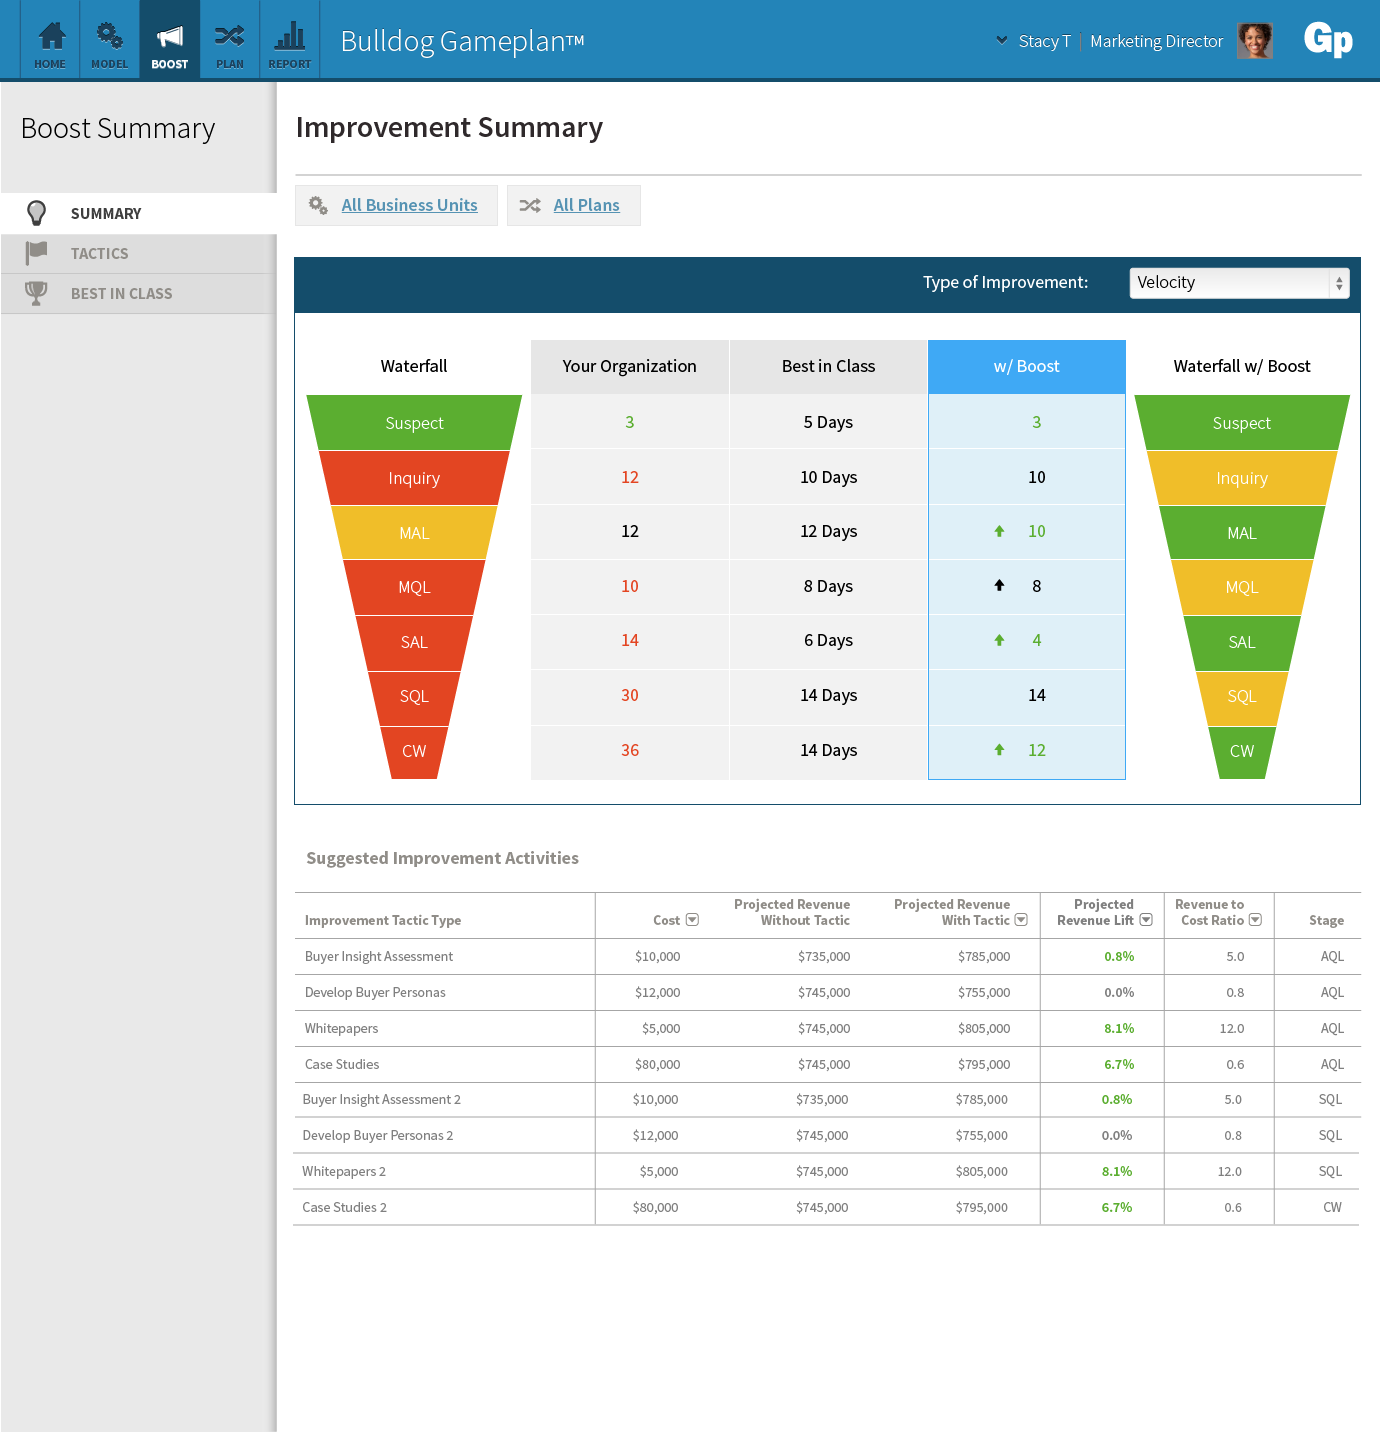 HOME MODEL BOOST PLAN REPORT
Bulldog Gameplan™
Stacy T | Marketing Director
Gp
Boost Summary
SUMMARY
TACTICS
BEST IN CLASS
Improvement Summary
All Business Units All Plans
Type of Improvement: Velocity
Waterfall Your Organization Best in Class w/ Boost Waterfall w/ Boost
Suspect 3 5 Days 3 Suspect
Inquiry 12 10 Days 10 Inquiry
MAL 12 12 Days 10 MAL
MQL 10 8 Days 8 MQL
SAL 14 6 Days 4 SAL
SQL 30 14 Days 14 SQL
CW 36 14 Days 12 CW
Suggested Improvement Activities
Projected Revenue Projected Revenue Projected Revenue to
Improvement Tactic Type Cost Without Tactic With Tactic Revenue Lift Cost Ratio Stage
Buyer Insight Assessment $10,000 $735,000 $785,000 0.8% 5.0 AQL
Develop Buyer Personas $12,000 $745,000 $755,000 0.0% 0.8 AQL
Whitepapers $5,000 $745,000 $805,000 8.1% 12.0 AQL
Case Studies $80,000 $745,000 $795,000 6.7% 0.6 AQL
Buyer Insight Assessment 2 $10,000 $735,000 $785,000 0.8% 5.0 SQL
Develop Buyer Personas 2 $12,000 $745,000 $755,000 0.0% 0.8 SQL
Whitepapers 2 $5,000 $745,000 $805,000 8.1% 12.0 SQL
Case Studies 2 $80,000 $745,000 $795,000 6.7% 0.6 CW